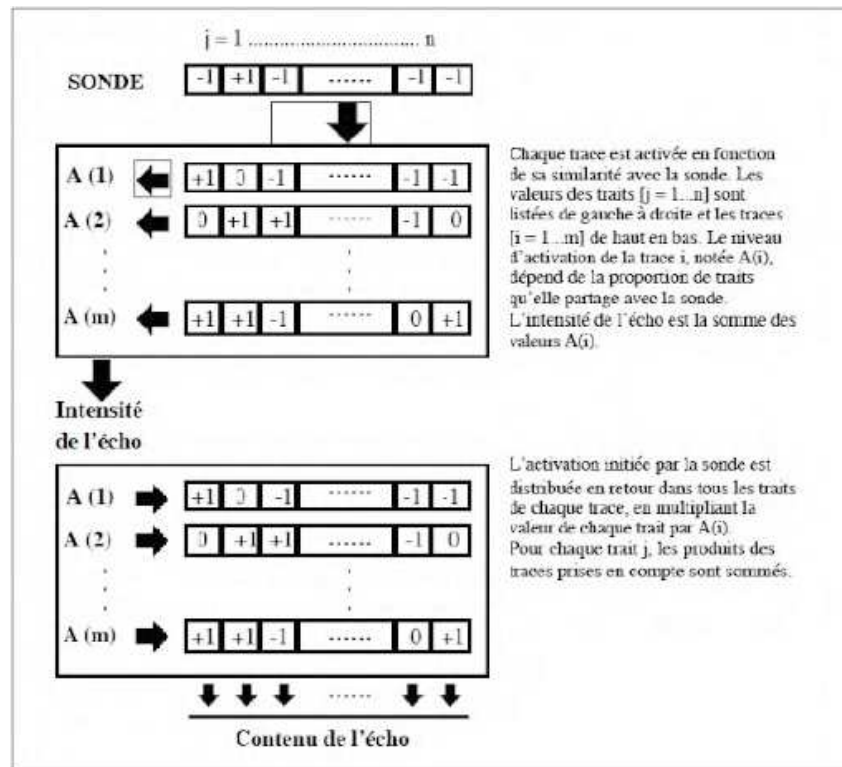 j = 1 ................................. n
SONDE -1 +1 -1 ...... -1 -1
A (1) +1 0 -1 ...... -1 -1
A (2) 0 +1 +1 ...... -1 0
A (m) +1 +1 -1 ...... 0 +1
Chaque trace est activée en fonction
de sa similarité avec la sonde. Les
valeurs des traits [j = 1...n] sont
listées de gauche à droite et les traces
[i = 1...m] de haut en bas. Le niveau
d'activation de la trace i, notée A(i),
dépend de la proportion de traits
qu'elle partage avec la sonde.
L'intensité de l'écho est la somme des
valeurs A(i).
Intensité
de l'écho
A (1) +1 0 -1 ...... -1 -1
A (2) 0 +1 +1 ...... -1 0
A (m) +1 +1 -1 ...... 0 +1
L'activation initiée par la sonde est
distribuée en retour dans tous les traits
de chaque trace, en multipliant la
valeur de chaque trait par A(i).
Pour chaque trait j, les produits des
traces prises en compte sont sommés.
......
Contenu de l'écho